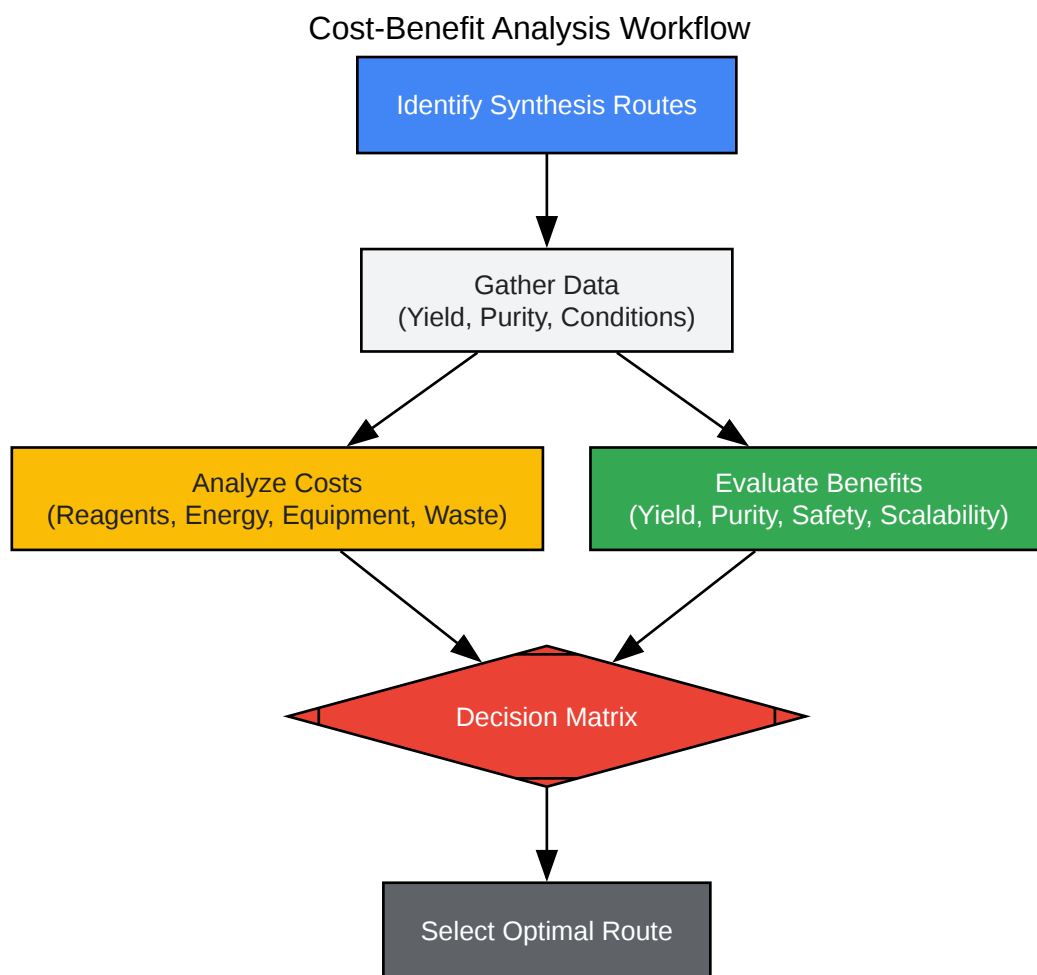 Cost-Benefit Analysis Workflow
Identify Synthesis Routes
Gather Data
(Yield, Purity, Conditions)
Analyze Costs
(Reagents, Energy, Equipment, Waste)
Evaluate Benefits
(Yield, Purity, Safety, Scalability)
Decision Matrix
Select Optimal Route